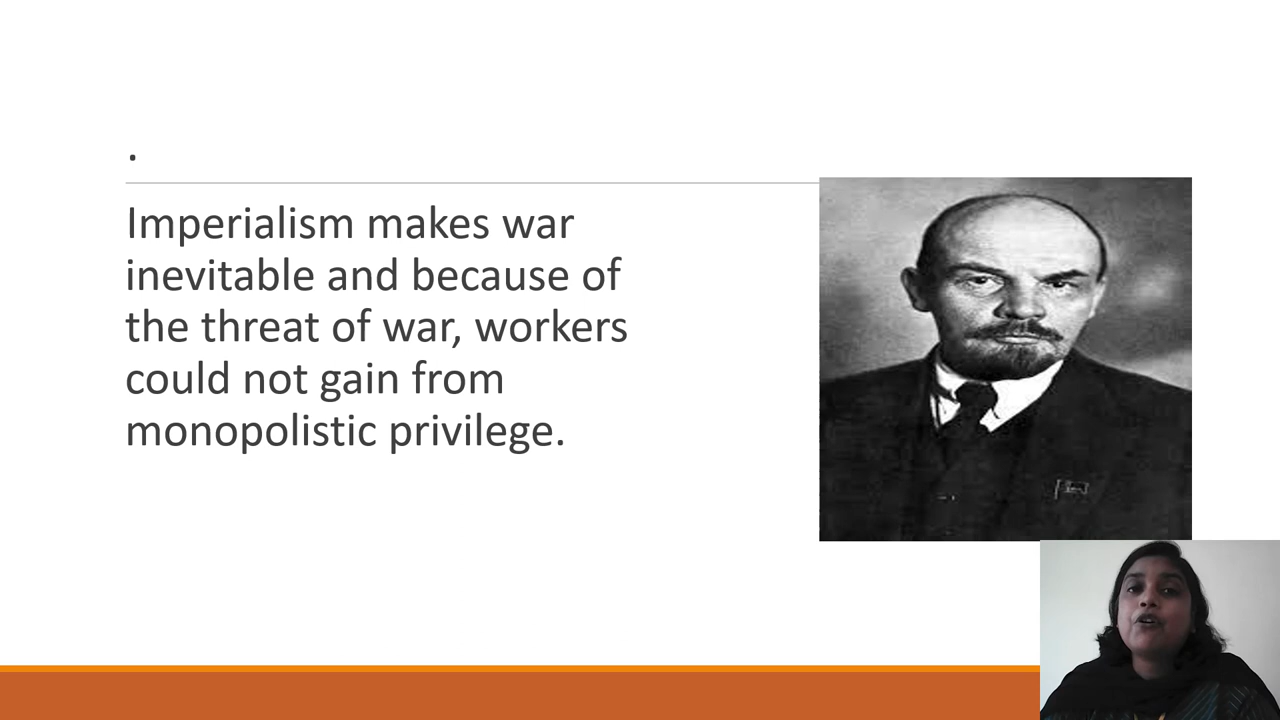 .
Imperialism makes war
inevitable and because of
the threat of war, workers
could not gain from
monopolistic privilege.